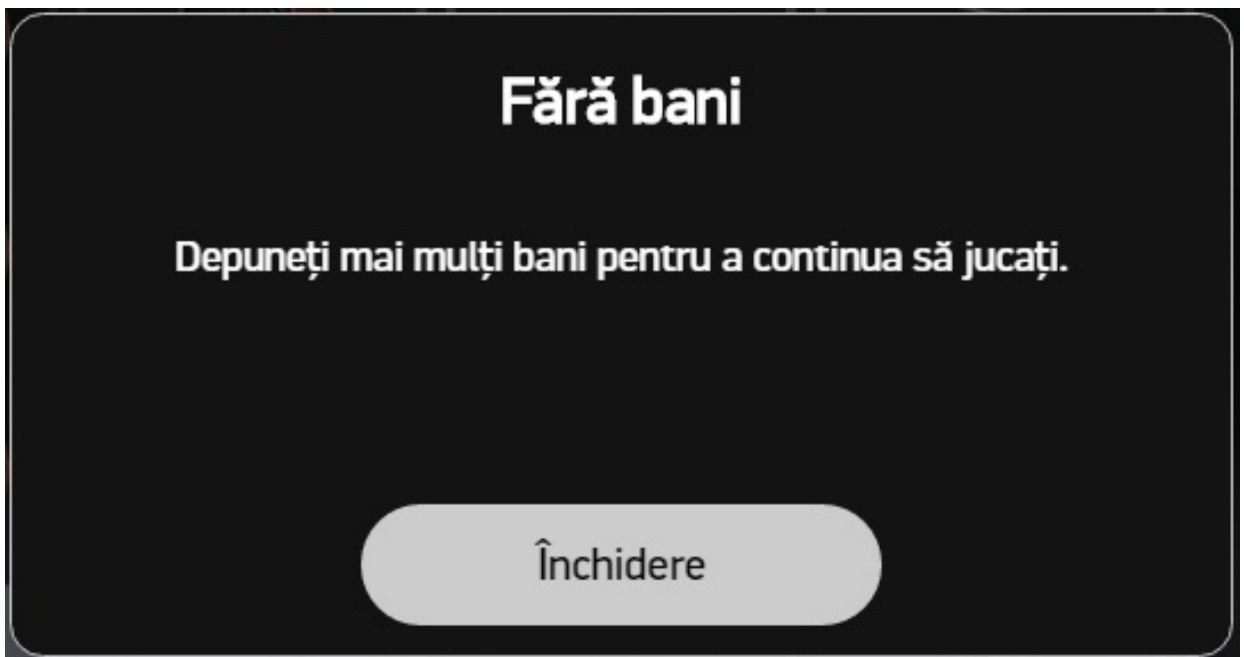 Fără bani
Depuneți mai mulți bani pentru a continua să jucați.
Închidere